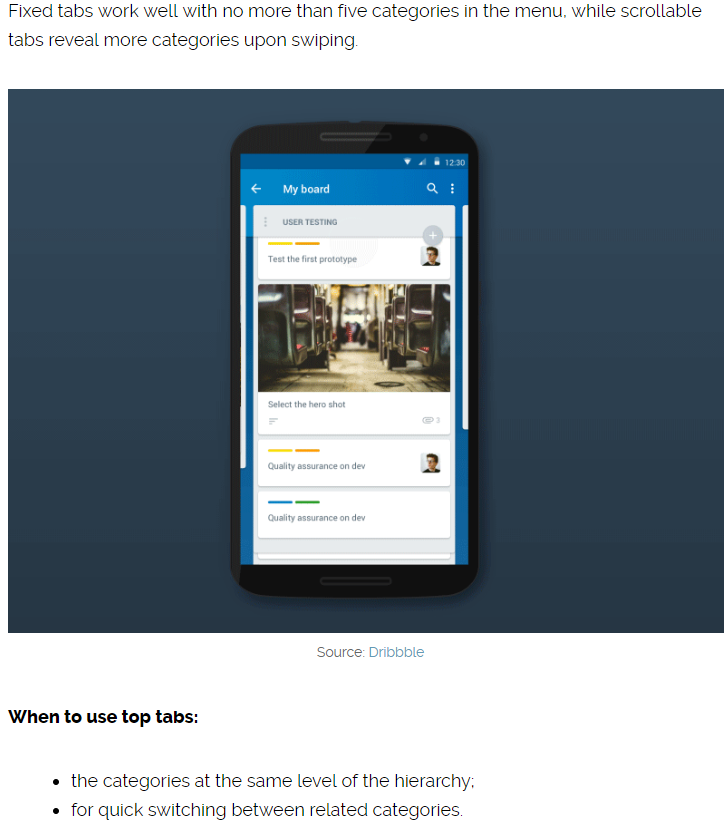 Fixed tabs work well with no more than five categories in the menu, while scrollable
tabs reveal more categories upon swiping.
12:30
My board
USER TESTING
Test the first prototype
Select the hero shot
3
Quality assurance on dev
Quality assurance on dev
Source: Dribbble
When to use top tabs:
• the categories at the same level of the hierarchy;
• for quick switching between related categories.